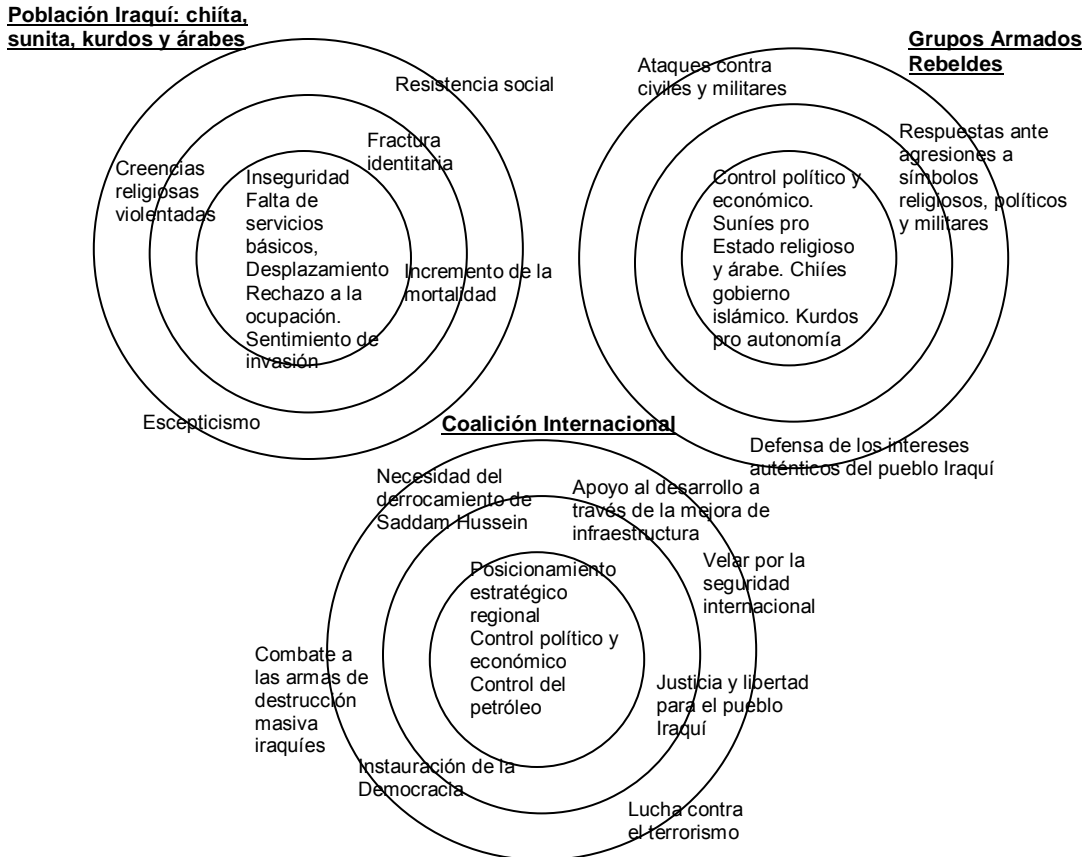 Población Iraquí: chiíta,
sunita, kurdos y árabes
Resistencia social
Fractura
identitaria
Creencias
religiosas
violentadas
Inseguridad
Falta de
servicios
básicos,
Desplazamiento
Rechazo a la
ocupación.
Sentimiento de
invasión
Incremento de la
mortalidad
Escepticismo
Grupos Armados
Rebeldes
Ataques contra
civiles y militares
Respuestas ante
agresiones a
símbolos
religiosos, políticos
y militares
Control político y
económico.
Suníes pro
Estado religioso
y árabe. Chiíes
gobierno
islámico. Kurdos
pro autonomía
Defensa de los intereses
auténticos del pueblo Iraquí
Coalición Internacional
Necesidad del
derrocamiento de
Saddam Hussein
Apoyo al desarrollo a
través de la mejora de
infraestructura
Velar por la
seguridad
internacional
Posicionamiento
estratégico
regional
Control político y
económico
Control del
petróleo
Combate a
las armas de
destrucción
masiva
iraquíes
Justicia y libertad
para el pueblo
Iraquí
Instauración de la
Democracia
Lucha contra
el terrorismo